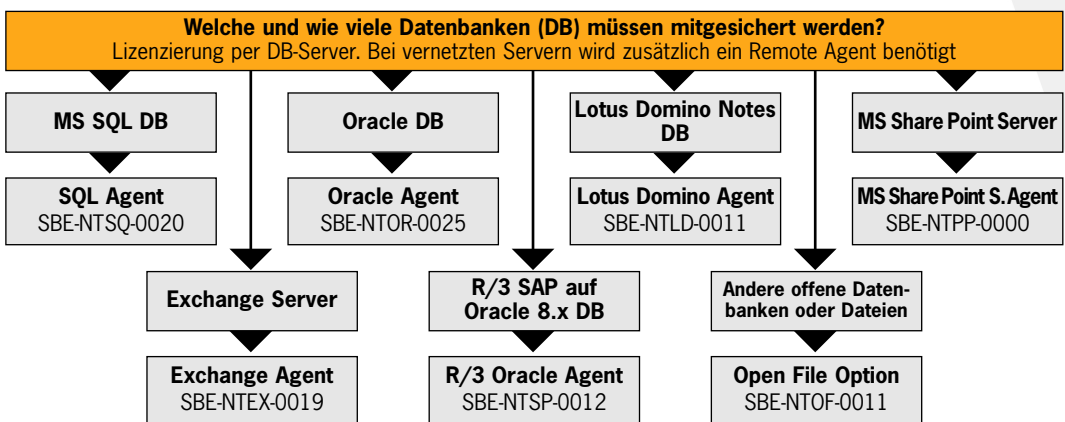 Welche und wie viele Datenbanken (DB) müssen mitgesichert werden?
Lizenzierung per DB-Server. Bei vernetzten Servern wird zusätzlich ein Remote Agent benötigt
MS SQL DB
Oracle DB
Lotus Domino Notes
DB
MS Share Point Server
SQL Agent
SBE-NTSQ-0020
Oracle Agent
SBE-NTOR-0025
Lotus Domino Agent
SBE-NTLD-0011
MS Share Point S. Agent
SBE-NTPP-0000
Exchange Server
R/3 SAP auf
Oracle 8.x DB
Andere offene Daten-
banken oder Dateien
Exchange Agent
SBE-NTEX-0019
R/3 Oracle Agent
SBE-NTSP-0012
Open File Option
SBE-NTOF-0011